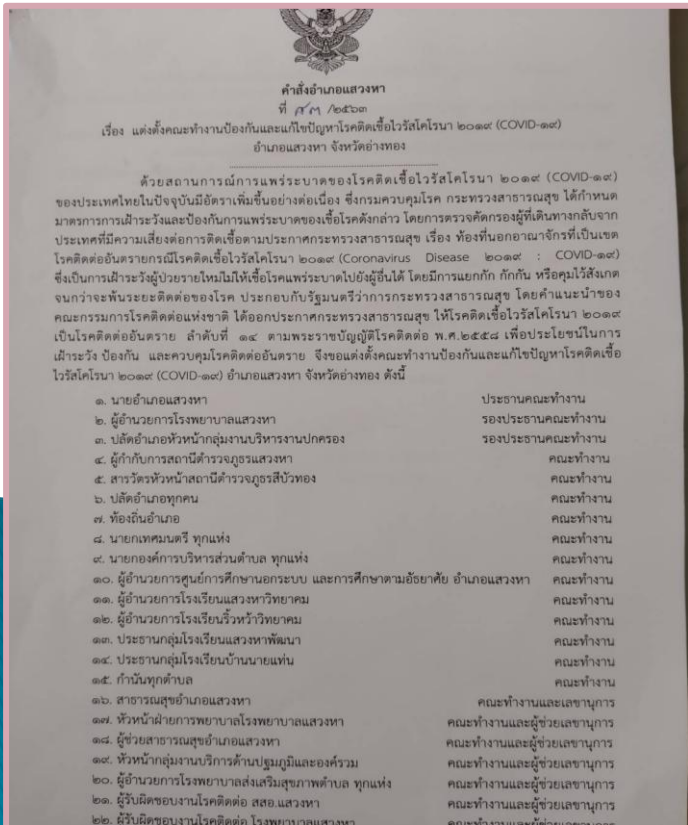 คำสั่งอำเภอแสวงหา
ที่ /๒๕๖๓
เรื่อง แต่งตั้งคณะทำงานป้องกันและแก้ไขปัญหาโรคติดเชื้อไวรัสโคโรนา ๒๐๑๙ (COVID-๑๙)
อำเภอแสวงหา จังหวัดอ่างทอง
ด้วยสถานการณ์การแพร่ระบาดของโรคติดเชื้อไวรัสโคโรนา ๒๐๑๙ (COVID-๑๙)
ของประเทศไทยในปัจจุบันมีอัตราเพิ่มขึ้นอย่างต่อเนื่อง ซึ่งกรมควบคุมโรค กระทรวงสาธารณสุข ได้กำหนด
มาตรการการเฝ้าระวังและป้องกันการแพร่ระบาดของเชื้อโรคดังกล่าว โดยการตรวจคัดกรองผู้ที่เดินทางกลับจาก
ประเทศที่มีความเสี่ยงต่อการติดเชื้อตามประกาศกระทรวงสาธารณสุข เรื่อง ท้องที่นอกอาณาจักรที่เป็นเขต
โรคติดต่ออันตรายกรณีโรคติดเชื้อไวรัสโคโรนา ๒๐๑๙ (Coronavirus Disease ๒๐๑๙ : COVID-๑๙)
ซึ่งเป็นการเฝ้าระวังผู้ป่วยรายใหม่ไม่ให้เชื้อโรคแพร่ระบาดไปยังผู้อื่นได้ โดยมีการแยกกัก กักกัน หรือคุมไว้สังเกต
จนกว่าจะพ้นระยะติดต่อของโรค ประกอบกับรัฐมนตรีว่าการกระทรวงสาธารณสุข โดยคำแนะนำของ
คณะกรรมการโรคติดต่อแห่งชาติ ได้ออกประกาศกระทรวงสาธารณสุข ให้โรคติดเชื้อไวรัสโคโรนา ๒๐๑๙
เป็นโรคติดต่ออันตราย ลำดับที่ ๑๔ ตามพระราชบัญญัติโรคติดต่อ พ.ศ.๒๕๕๘ เพื่อประโยชน์ในการ
เฝ้าระวัง ป้องกัน และควบคุมโรคติดต่ออันตราย จึงขอแต่งตั้งคณะทำงานป้องกันและแก้ไขปัญหาโรคติดเชื้อ
ไวรัสโคโรนา ๒๐๑๙ (COVID-๑๙) อำเภอแสวงหา จังหวัดอ่างทอง ดังนี้
๑. นายอำเภอแสวงหา ประธานคณะทำงาน
๒. ผู้อำนวยการโรงพยาบาลแสวงหา รองประธานคณะทำงาน
๓. ปลัดอำเภอหัวหน้ากลุ่มงานบริหารงานปกครอง รองประธานคณะทำงาน
๔. ผู้กำกับการสถานีตำรวจภูธรแสวงหา คณะทำงาน
๕. สารวัตรหัวหน้าสถานีตำรวจภูธรสีบัวทอง คณะทำงาน
๖. ปลัดอำเภอทุกคน คณะทำงาน
๗. ท้องถิ่นอำเภอ คณะทำงาน
๘. นายกเทศมนตรี ทุกแห่ง คณะทำงาน
๙. นายกองค์การบริหารส่วนตำบล ทุกแห่ง คณะทำงาน
๑๐. ผู้อำนวยการศูนย์การศึกษานอกระบบ และการศึกษาตามอัธยาศัย อำเภอแสวงหา คณะทำงาน
๑๑. ผู้อำนวยการโรงเรียนแสวงหาวิทยาคม คณะทำงาน
๑๒. ผู้อำนวยการโรงเรียนริ้วหว้าวิทยาคม คณะทำงาน
๑๓. ประธานกลุ่มโรงเรียนแสวงหาพัฒนา คณะทำงาน
๑๔. ประธานกลุ่มโรงเรียนบ้านนายแท่น คณะทำงาน
๑๕. กำนันทุกตำบล คณะทำงาน
๑๖. สาธารณสุขอำเภอแสวงหา คณะทำงานและเลขานุการ
๑๗. หัวหน้าฝ่ายการพยาบาลโรงพยาบาลแสวงหา คณะทำงานและผู้ช่วยเลขานุการ
๑๘. ผู้ช่วยสาธารณสุขอำเภอแสวงหา คณะทำงานและผู้ช่วยเลขานุการ
๑๙. หัวหน้ากลุ่มงานบริการด้านปฐมภูมิและองค์รวม คณะทำงานและผู้ช่วยเลขานุการ
๒๐. ผู้อำนวยการโรงพยาบาลส่งเสริมสุขภาพตำบล ทุกแห่ง คณะทำงานและผู้ช่วยเลขานุการ
๒๑. ผู้รับผิดชอบงานโรคติดต่อ สสอ.แสวงหา คณะทำงานและผู้ช่วยเลขานุการ
๒๒. ผู้รับผิดชอบงานโรคติดต่อ โรงพยาบาลแสวงหา คณะทำงานและผู้ช่วยเลขานุการ